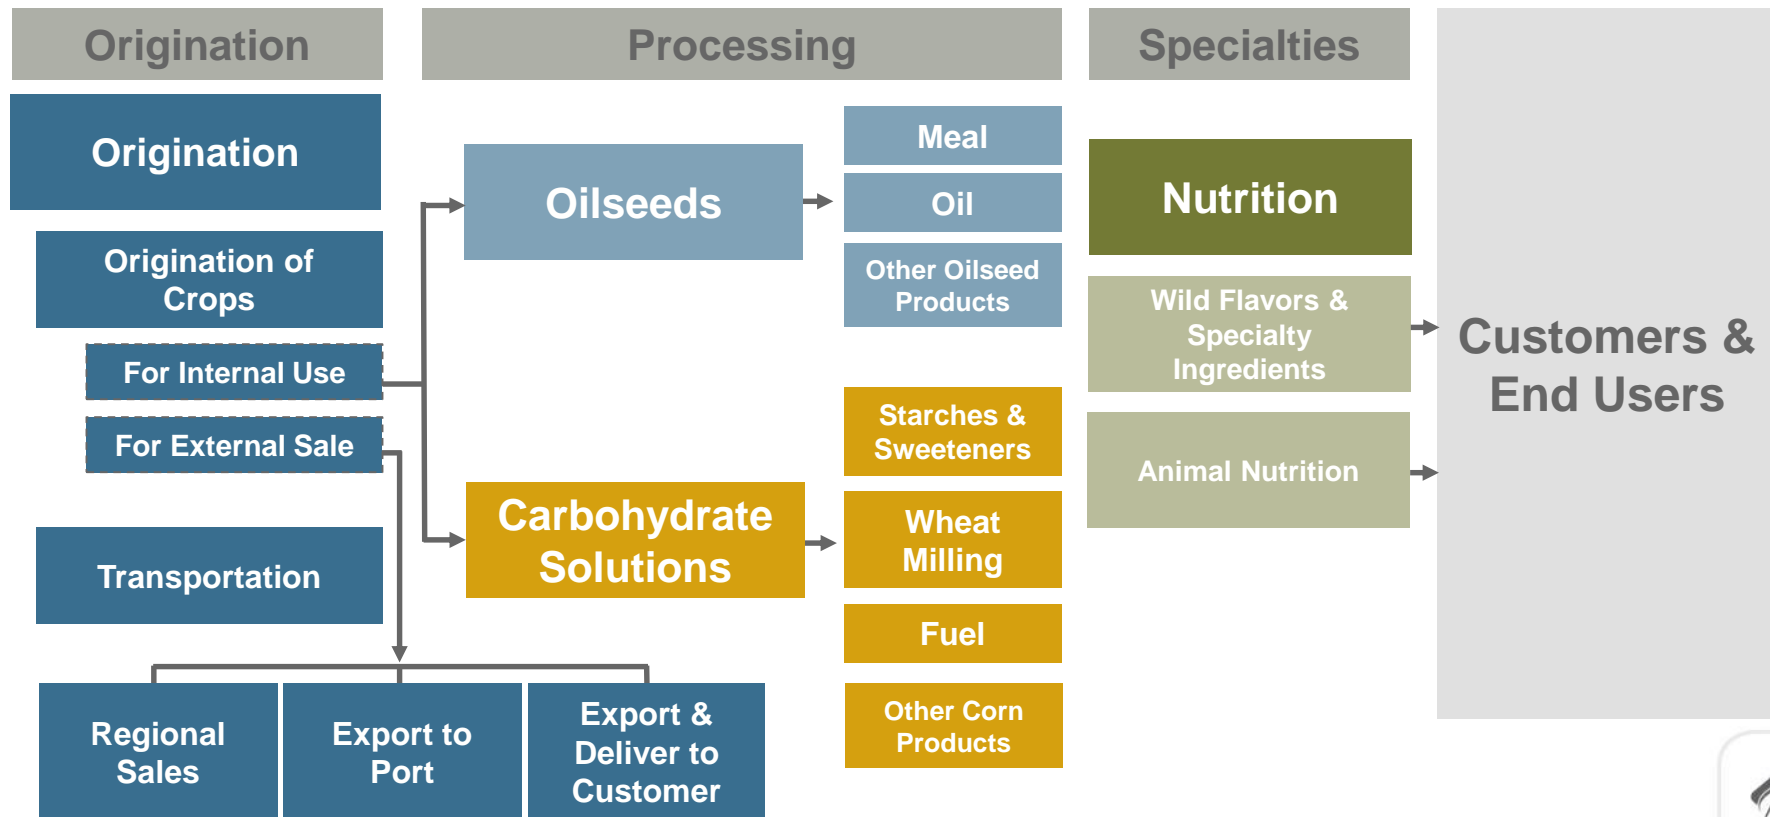 Origination
Processing
Specialties
Origination
Origination of
Crops
For Internal Use
For External Sale
Transportation
Regional
Sales
Export to
Port
Export &
Deliver to
Customer
Oilseeds
Meal
Oil
Other Oilseed
Products
Carbohydrate
Solutions
Starches &
Sweeteners
Wheat
Milling
Fuel
Other Corn
Products
Nutrition
Wild Flavors &
Specialty
Ingredients
Animal Nutrition
Customers &
End Users